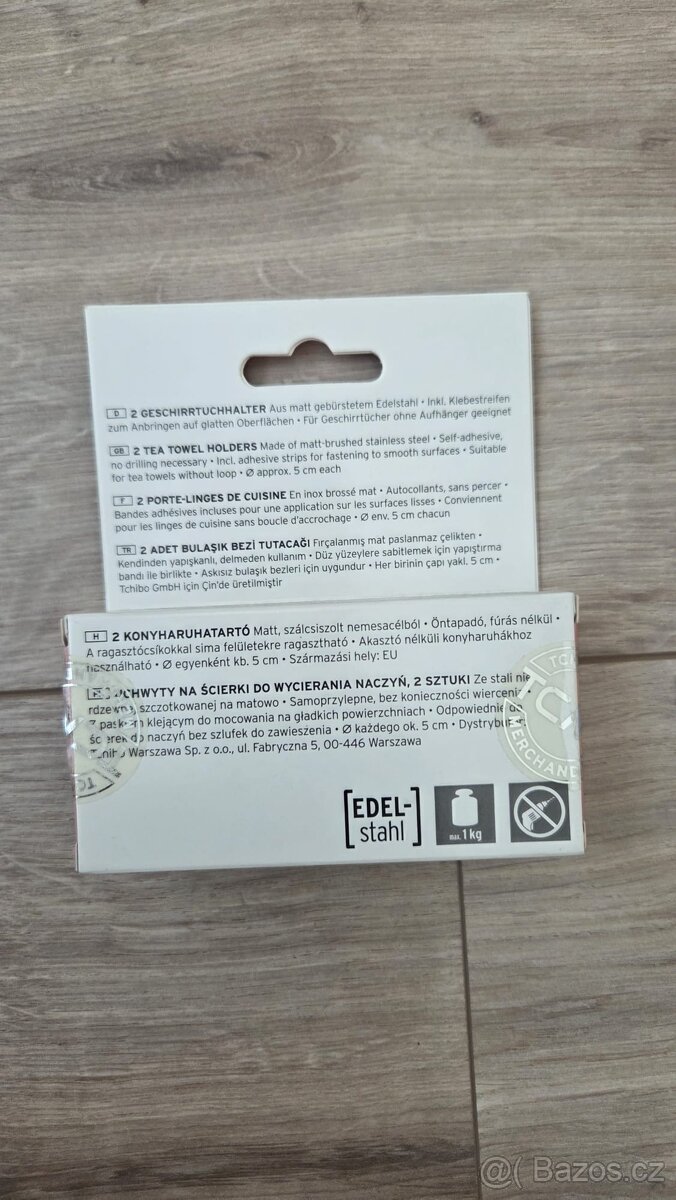 D 2 GESCHIRRTUCHHALTER Aus matt gebürstetem Edelstahl • Inkl. Klebestreifen
zum Anbringen auf glatten Oberflächen • Für Geschirrtücher ohne Aufhänger geeignet
GB 2 TEA TOWEL HOLDERS Made of matt-brushed stainless steel • Self-adhesive,
no drilling necessary • Incl. adhesive strips for fastening to smooth surfaces • Suitable
for tea towels without loop • Ø approx. 5 cm each
F 2 PORTE-LINGES DE CUISINE En inox brossé mat • Autocollants, sans percer •
Bandes adhésives incluses pour une application sur les surfaces lisses • Conviennent
pour les linges de cuisine sans boucle d'accrochage • Ø env. 5 cm chacun
TR 2 ADET BULAŞIK BEZİ TUTACAĞI Fırçalanmış mat paslanmaz çelikten •
Kendinden yapışkanlı, delmeden kullanım • Düz yüzeylere sabitlemek için yapıştırma
bandı ile birlikte • Askısız bulaşık bezleri için uygundur • Her birinin çapı yakl. 5 cm •
Tchibo GmbH için Çin'de üretilmiştir
H 2 KONYHARUHATARTÓ Matt, szálcsiszolt nemesacélból • Öntapadó, fúrás nélkül •
A ragasztócsíkokkal sima felületekre ragasztható • Akasztó nélküli konyharuhákhoz
használható • Ø egyenként kb. 5 cm • Származási hely: EU
UCHWYTY NA ŚCIERKI DO WYCIERANIA NACZYŃ, 2 SZTUKI Ze stali nie
rdzewnej szczotkowanej na matowo • Samoprzylepne, bez konieczności wiercenia •
Z paskiem klejącym do mocowania na gładkich powierzchniach • Odpowiednie do
ścierek do naczyń bez szlufek do zawieszenia • Ø każdego ok. 5 cm •
Warszawa Sp. z o.o., ul. Fabryczna 5, 00-446 Warszawa
TC
MERCHAN
[EDEL-
stahl]
max. 1 kg
@( Bazos.cz